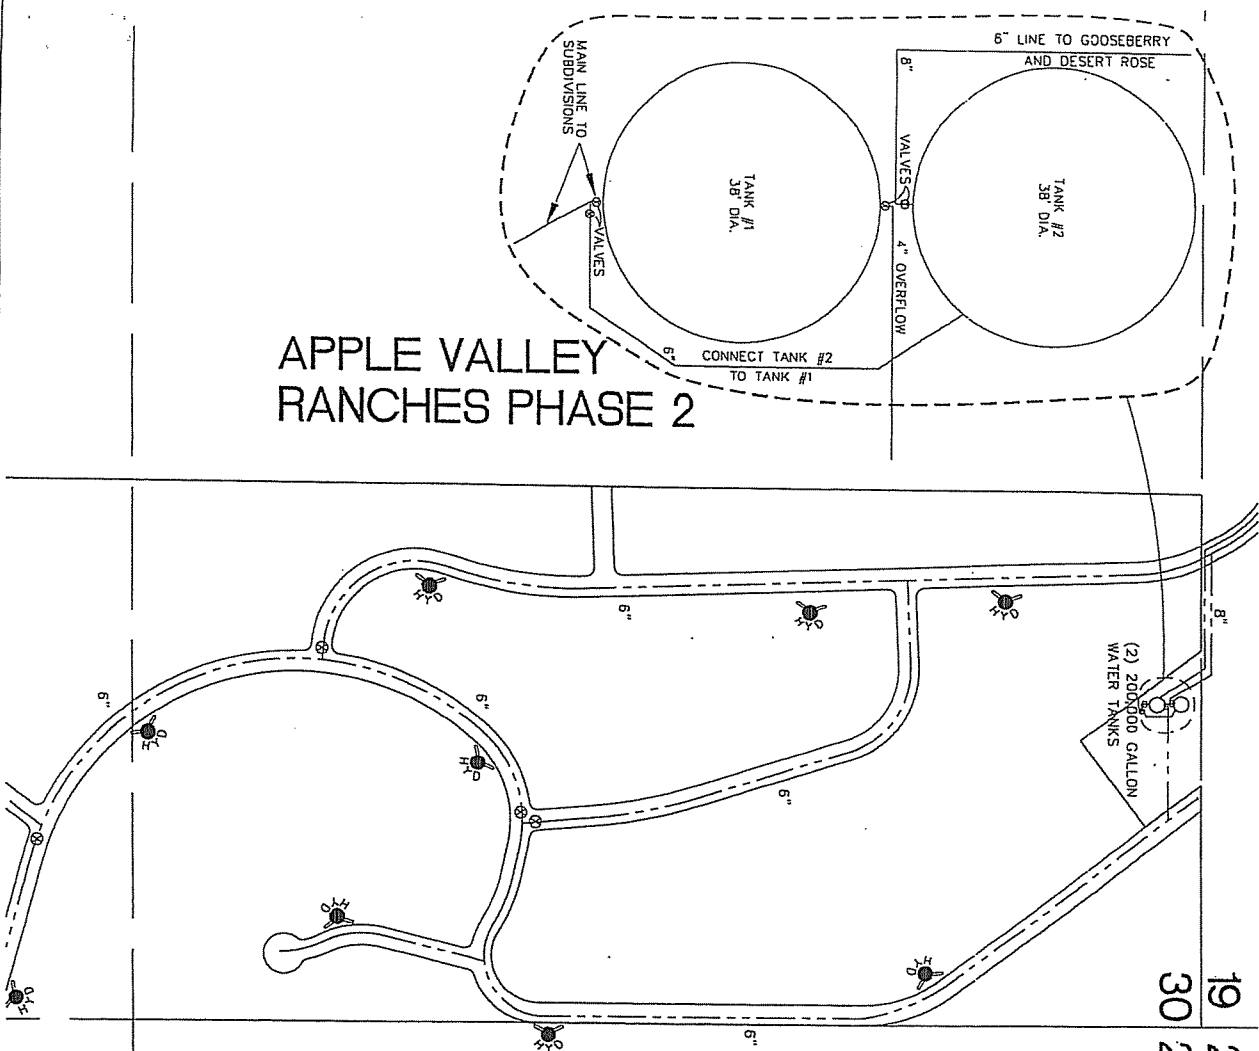 6" LINE TO GOOSEBERRY
AND DESERT ROSE
8"
MAIN LINE TO
SUBDIVISIONS
VALVES
TANK #1
38' DIA.
TANK #2
38' DIA.
VALVES
4" OVERFLOW
6"
CONNECT TANK #2
TO TANK #1
APPLE VALLEY
RANCHES PHASE 2
HYD
HYD
HYD
6"
8"
(2) 200,000 GALLON
WATER TANKS
6"
6"
HYD
HYD
6"
HYD
HYD
HYD
HYD
6"
19
30